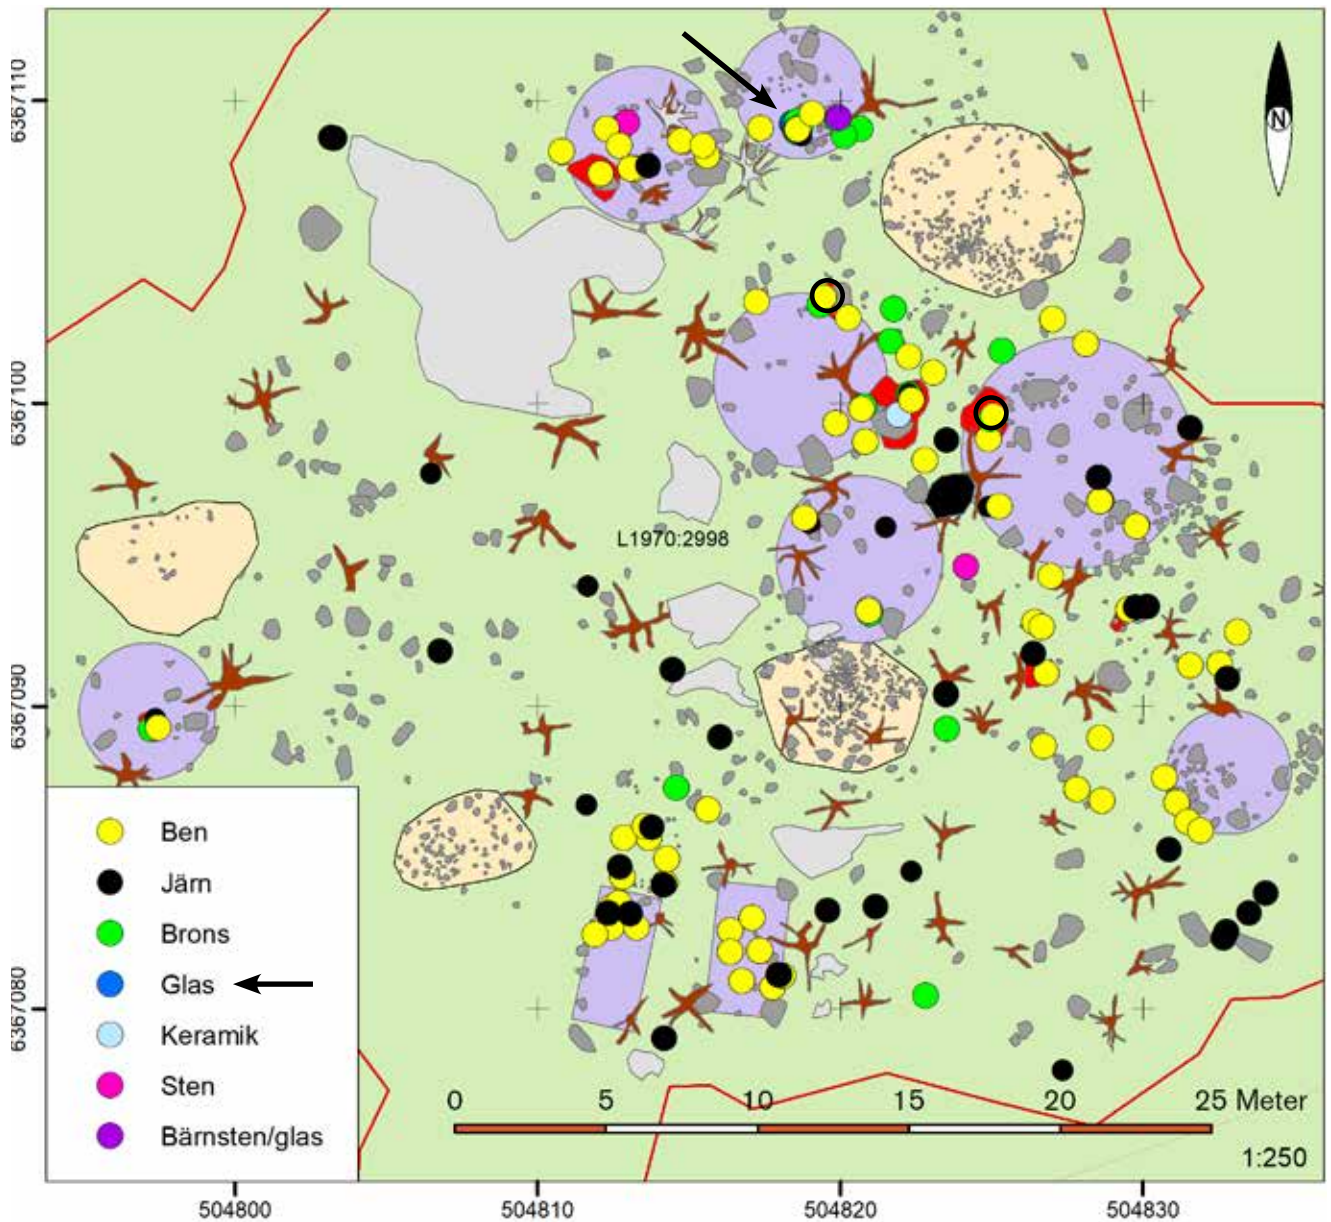 6367110
N
6367100
L1970:2998
6367090
6367080
Ben
Järn
Brons
Glas
Keramik
Sten
Bärnsten/glas
0 5 10 15 20 25 Meter
1:250
504800 504810 504820 504830